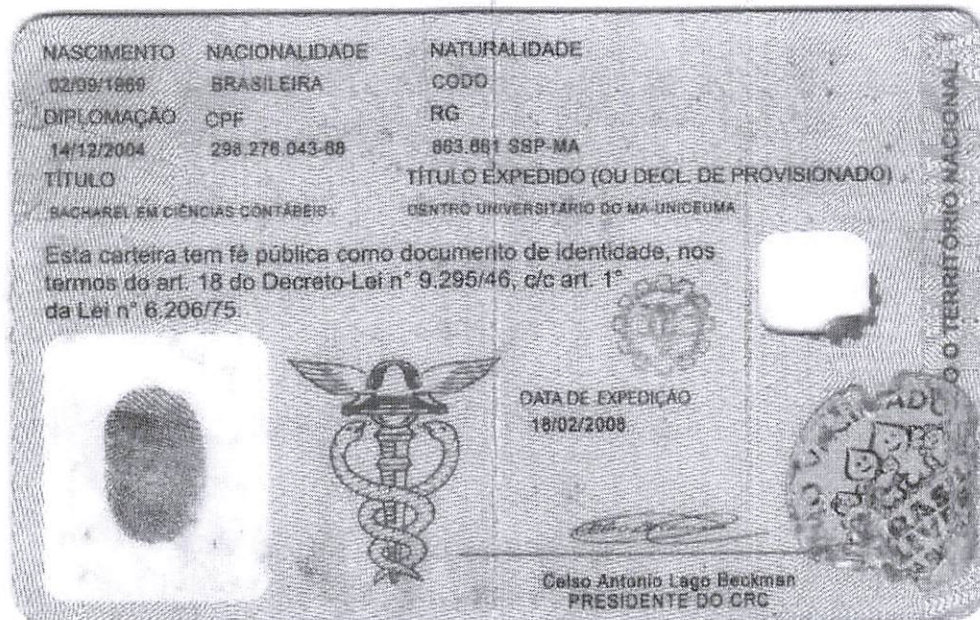 NASCIMENTO NACIONALIDADE NATURALIDADE
02/09/1969 BRASILEIRA CODO
DIPLOMAÇÃO CPF RG
14/12/2004 298.276.043-68 863.881 SSP-MA
TÍTULO TÍTULO EXPEDIDO (OU DECL. DE PROVISIONADO)
BACHAREL EM CIÊNCIAS CONTÁBEIS CENTRO UNIVERSITÁRIO DO MA-UNICEUMA
Esta carteira tem fé pública como documento de identidade, nos
termos do art. 18 do Decreto-Lei n° 9.295/46, c/c art. 1°
da Lei n° 6.206/75.
DATA DE EXPEDIÇÃO
18/02/2008
Celso Antonio Lago Beckman
PRESIDENTE DO CRC
O TERRITÓRIO NACIONAL